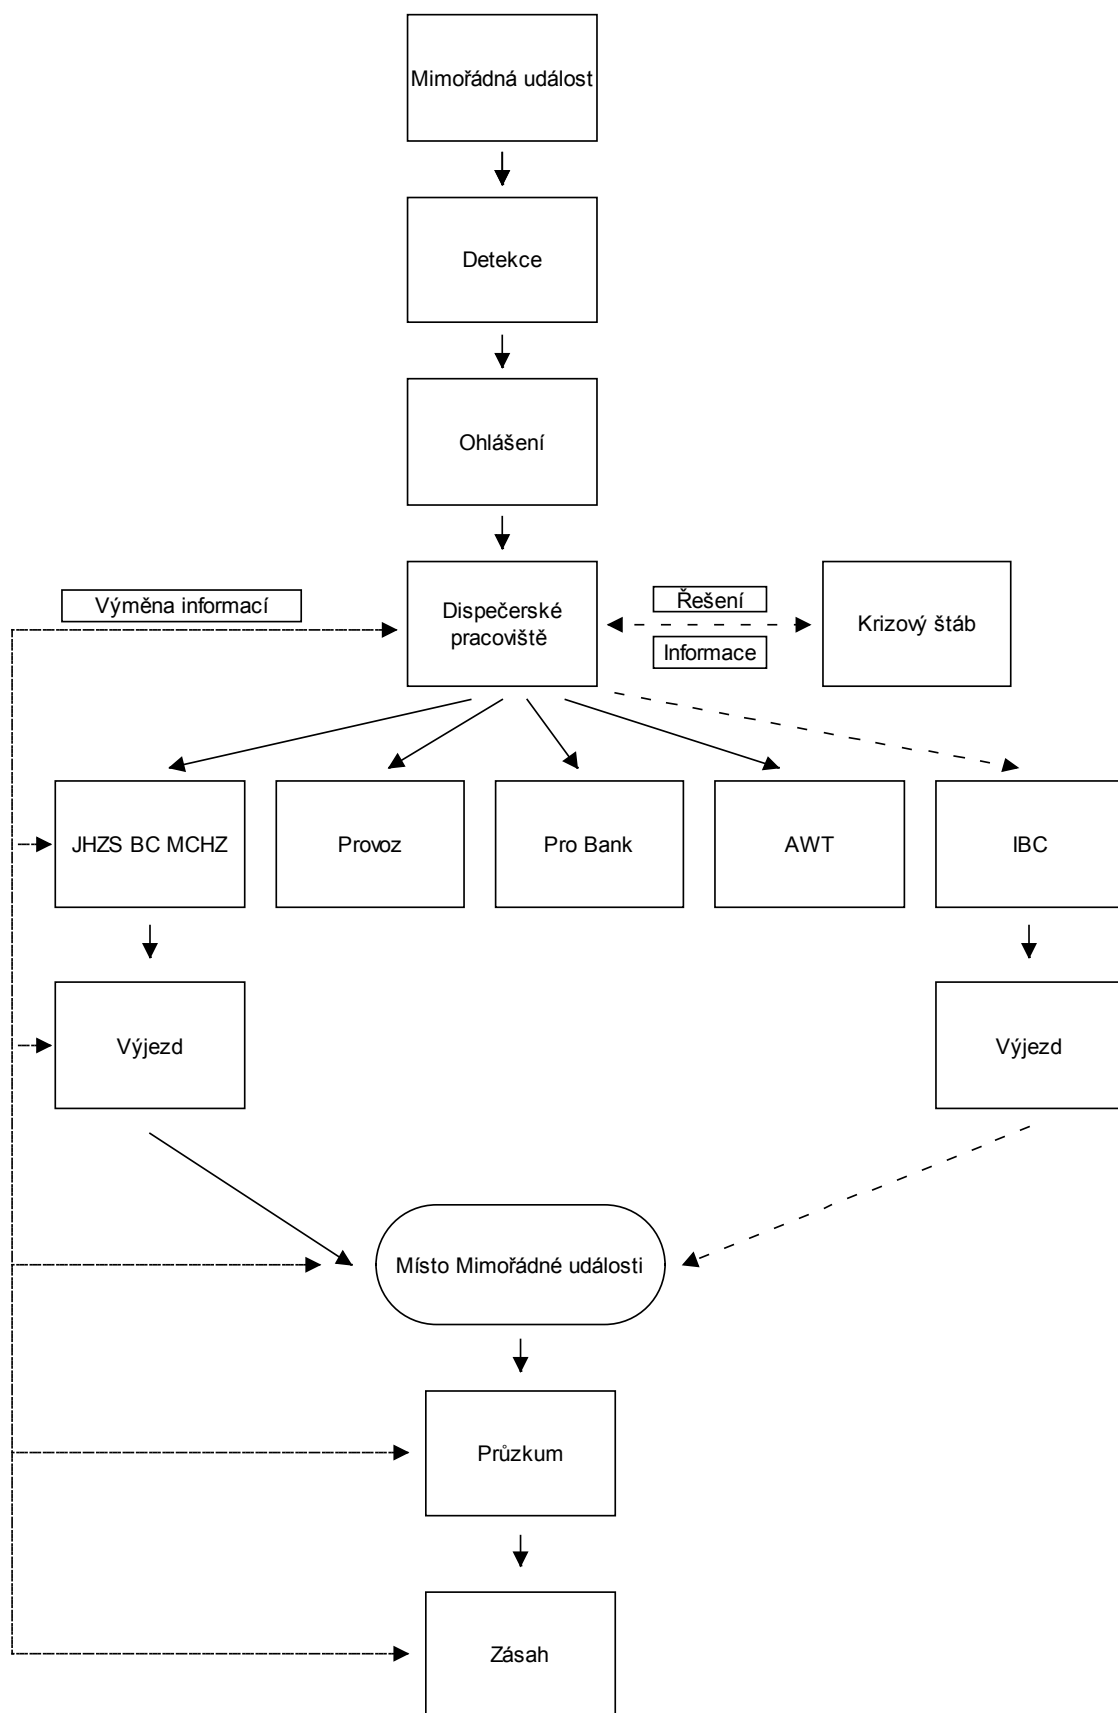 Mimořádná událost
Detekce
Ohlášení
Výměna informací
Dispečerské
pracoviště
Řešení
Informace
Krizový štáb
JHZS BC MCHZ
Provoz
Pro Bank
AWT
IBC
Výjezd
Výjezd
Místo Mimořádné události
Průzkum
Zásah